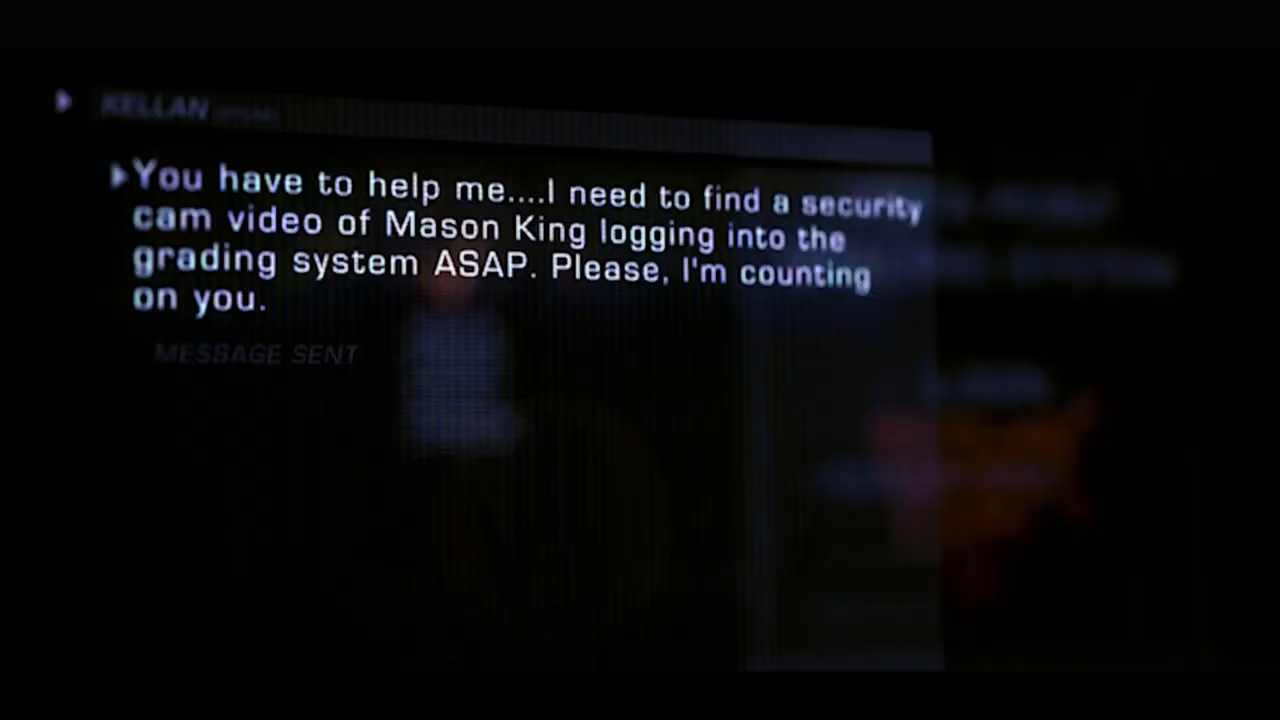 KELLAN
You have to help me....I need to find a security
cam video of Mason King logging into the
grading system ASAP. Please, I'm counting
on you.
MESSAGE SENT